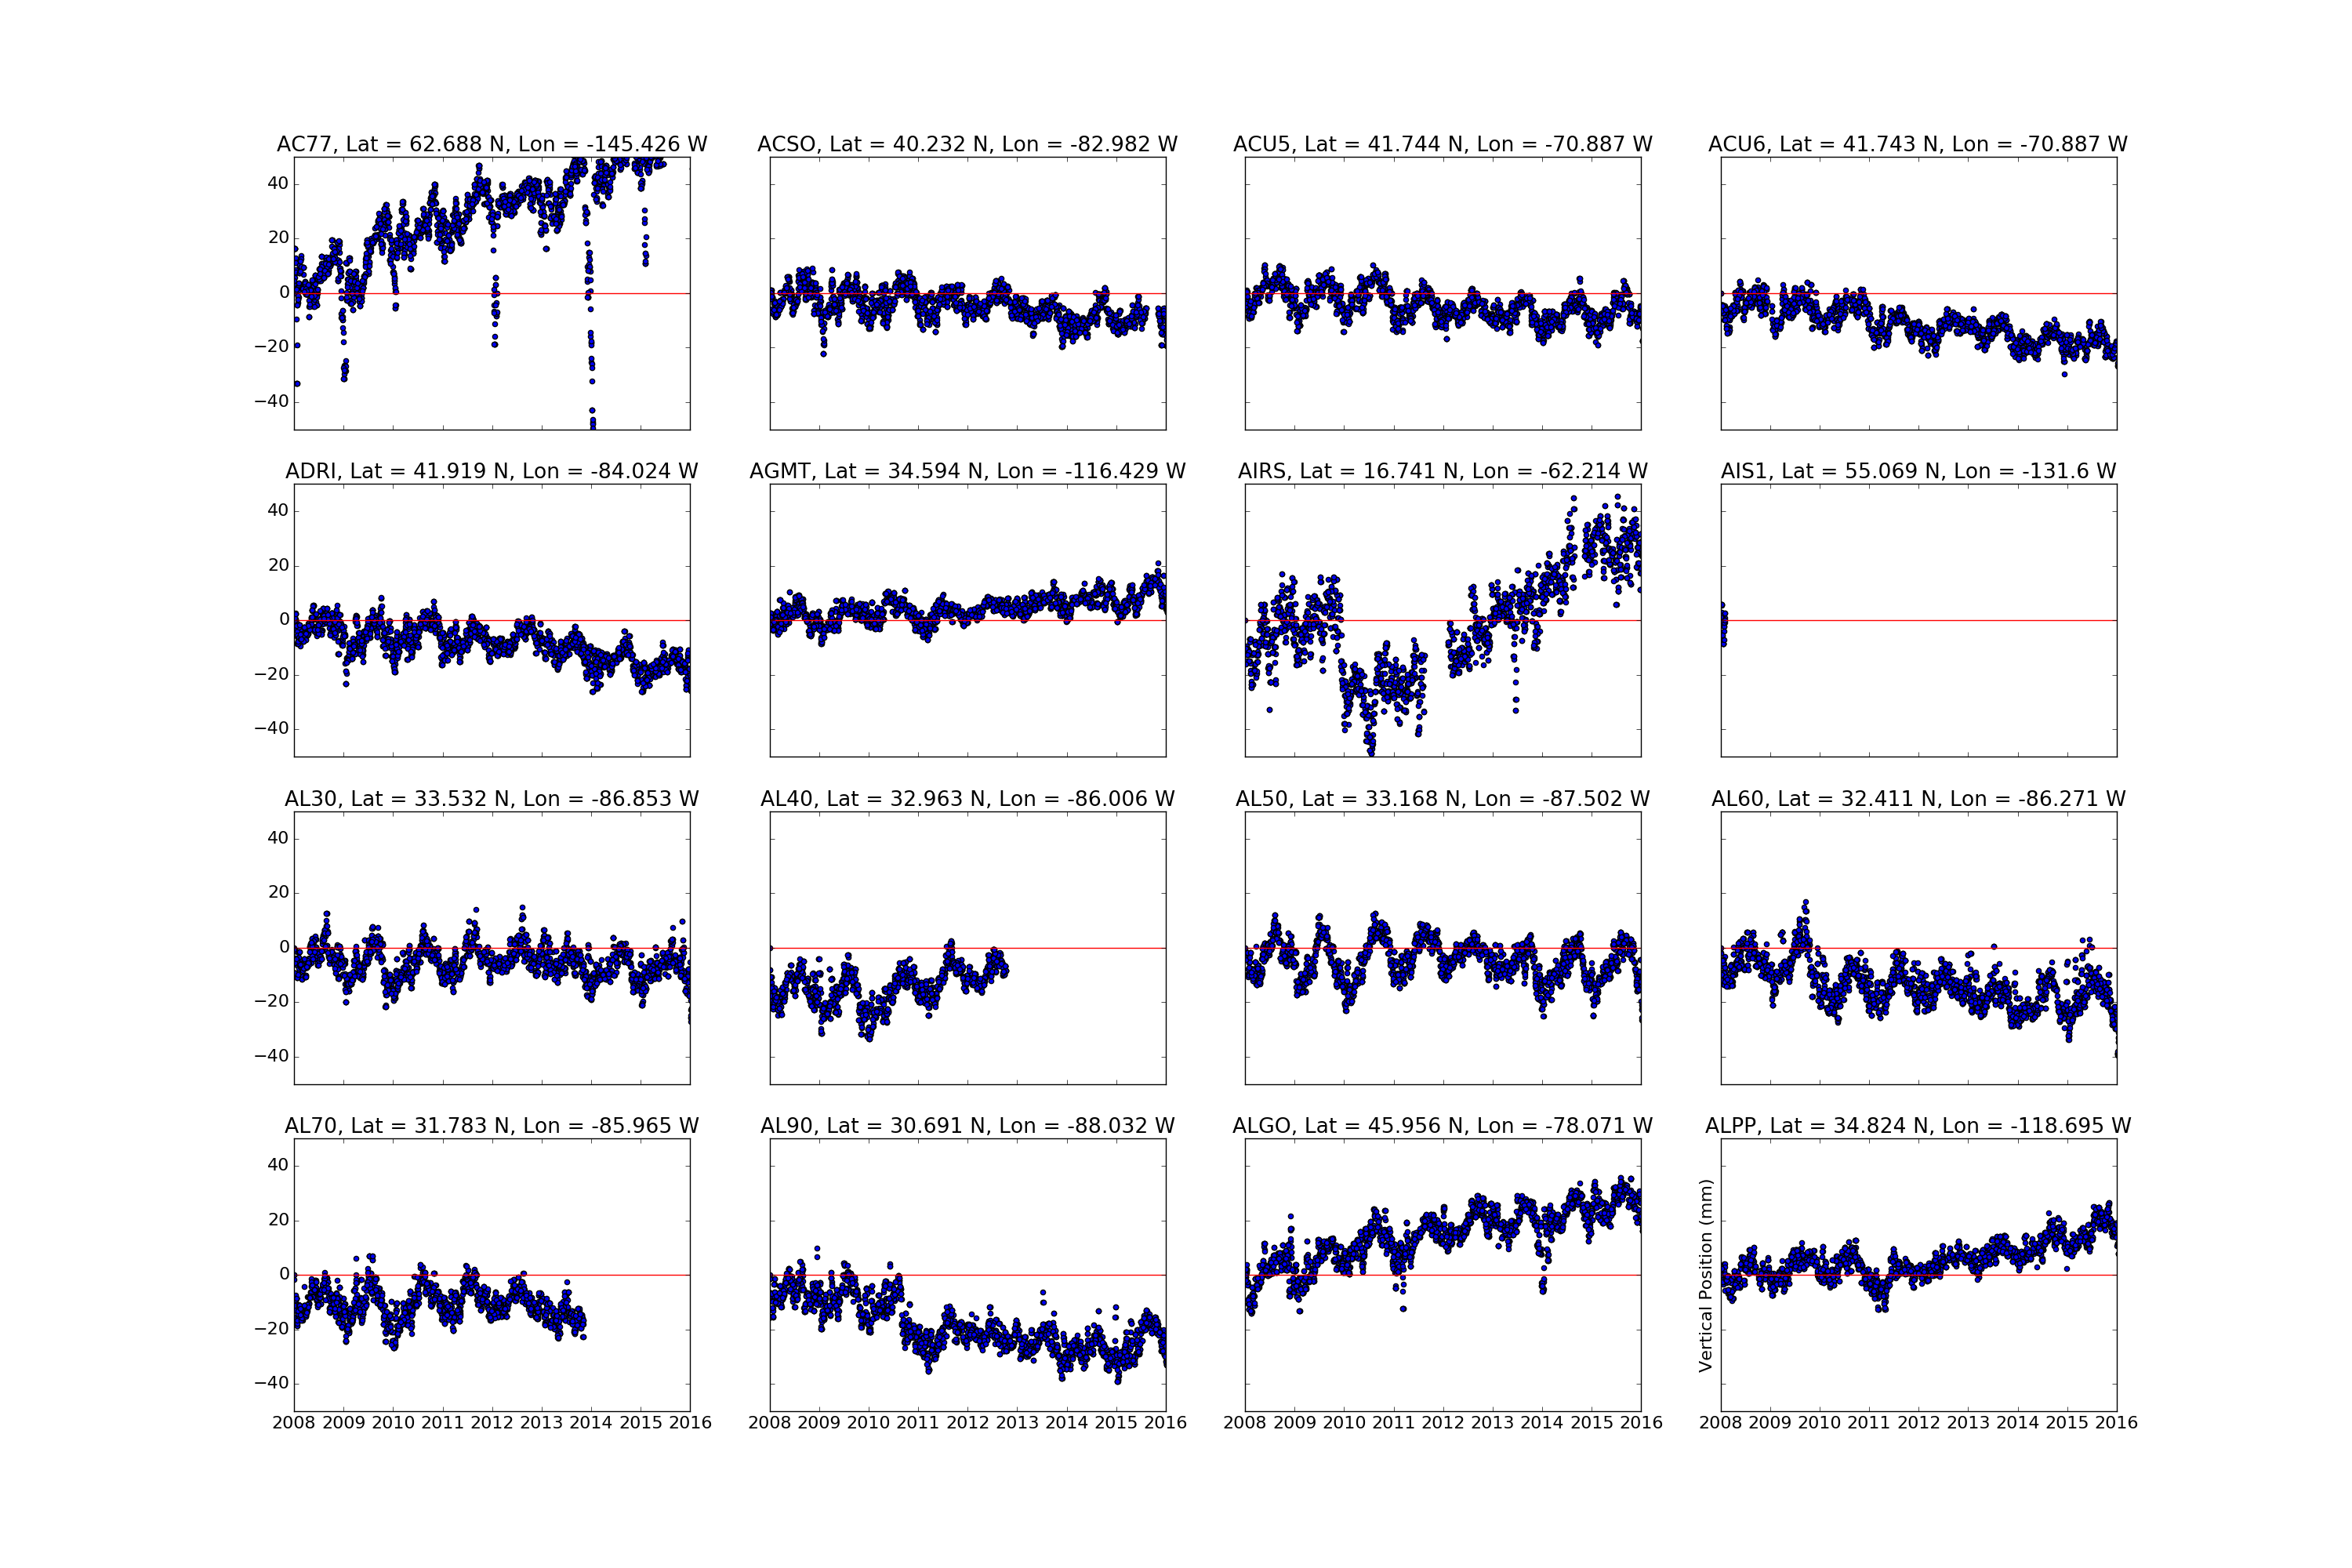 AC77, Lat = 62.688 N, Lon = -145.426 W
ACSO, Lat = 40.232 N, Lon = -82.982 W
ACU5, Lat = 41.744 N, Lon = -70.887 W
ACU6, Lat = 41.743 N, Lon = -70.887 W
40
20
0
−20
−40
ADRI, Lat = 41.919 N, Lon = -84.024 W
AGMT, Lat = 34.594 N, Lon = -116.429 W
AIRS, Lat = 16.741 N, Lon = -62.214 W
AIS1, Lat = 55.069 N, Lon = -131.6 W
40
20
0
−20
−40
AL30, Lat = 33.532 N, Lon = -86.853 W
AL40, Lat = 32.963 N, Lon = -86.006 W
AL50, Lat = 33.168 N, Lon = -87.502 W
AL60, Lat = 32.411 N, Lon = -86.271 W
40
20
0
−20
−40
AL70, Lat = 31.783 N, Lon = -85.965 W
AL90, Lat = 30.691 N, Lon = -88.032 W
ALGO, Lat = 45.956 N, Lon = -78.071 W
ALPP, Lat = 34.824 N, Lon = -118.695 W
40
20
0
−20
−40
Vertical Position (mm)
2008 2009 2010 2011 2012 2013 2014 2015 2016
2008 2009 2010 2011 2012 2013 2014 2015 2016
2008 2009 2010 2011 2012 2013 2014 2015 2016
2008 2009 2010 2011 2012 2013 2014 2015 2016